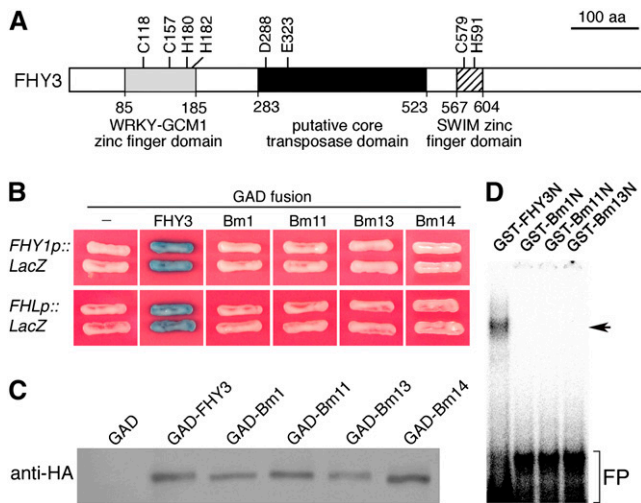 A
C118 C157 H180 H182 D288 E323 C579 H591
100 aa
FHY3
85 185 283 523 567 604
WRKY-GCM1 zinc finger domain
putative core transposase domain
SWIM zinc finger domain
B
GAD fusion
– FHY3 Bm1 Bm11 Bm13 Bm14
FHY1p::
LacZ
FHLp::
LacZ
C
GAD GAD-FHY3 GAD-Bm1 GAD-Bm11 GAD-Bm13 GAD-Bm14
anti-HA
D
GST-FHY3N GST-Bm1N GST-Bm11N GST-Bm13N
FP